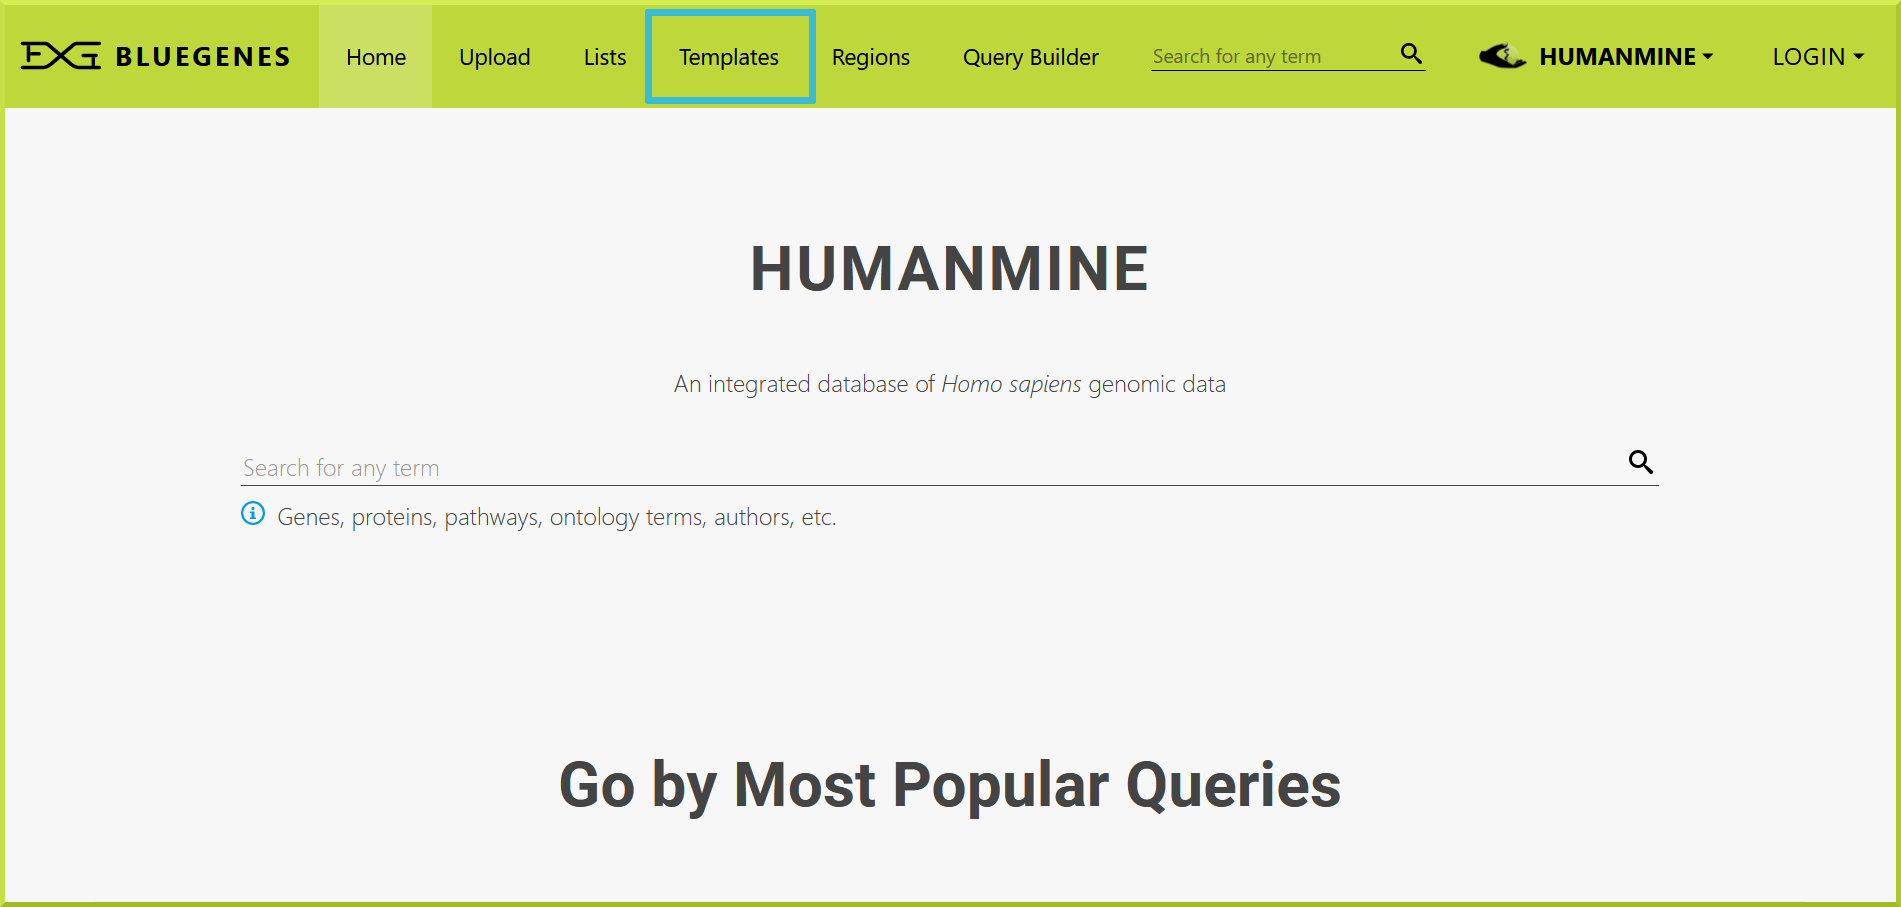 BLUEGENES Home Upload Lists Templates Regions Query Builder Search for any term HUMANMINE LOGIN
HUMANMINE
An integrated database of Homo sapiens genomic data
Search for any term
Genes, proteins, pathways, ontology terms, authors, etc.
Go by Most Popular Queries